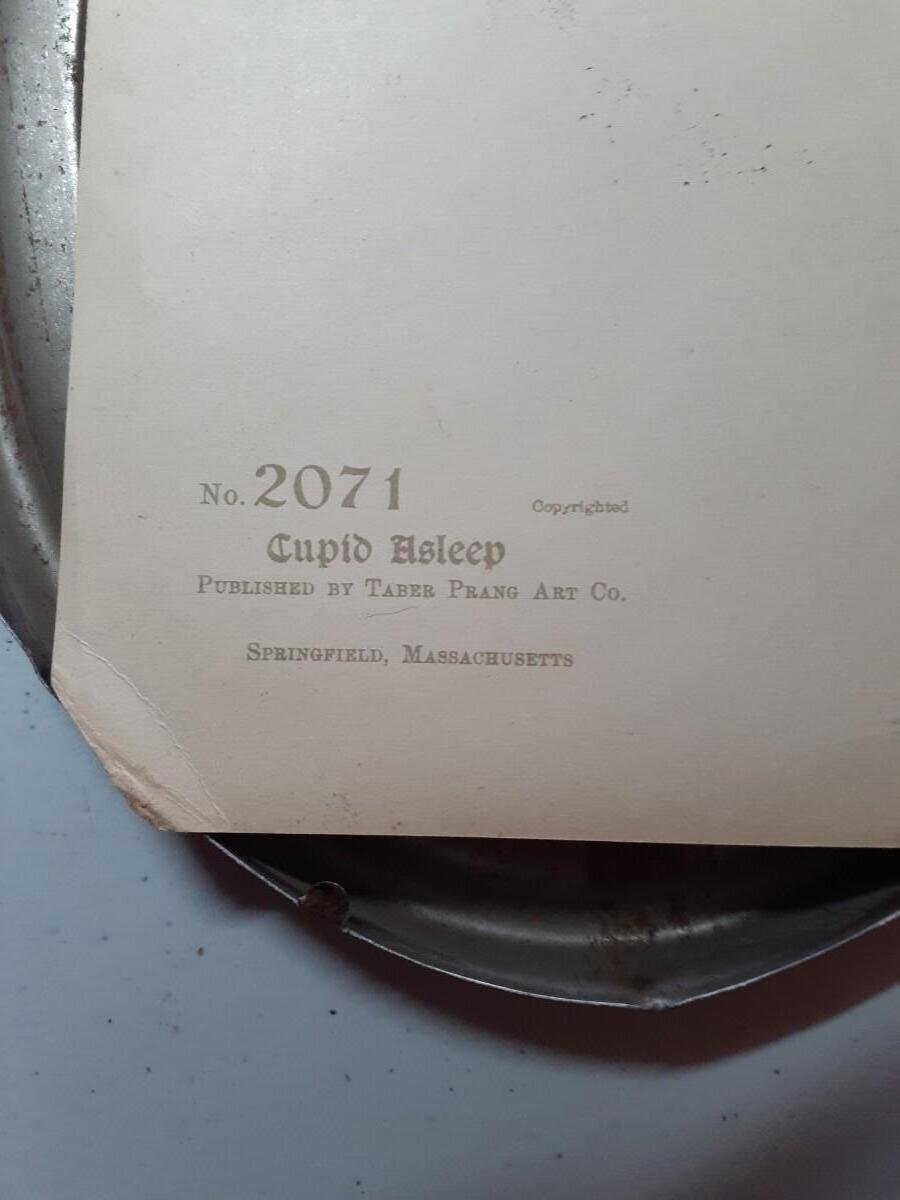 No. 2071 Copyrighted
Cupid Asleep
PUBLISHED BY TABER PRANG ART CO.
SPRINGFIELD, MASSACHUSETTS